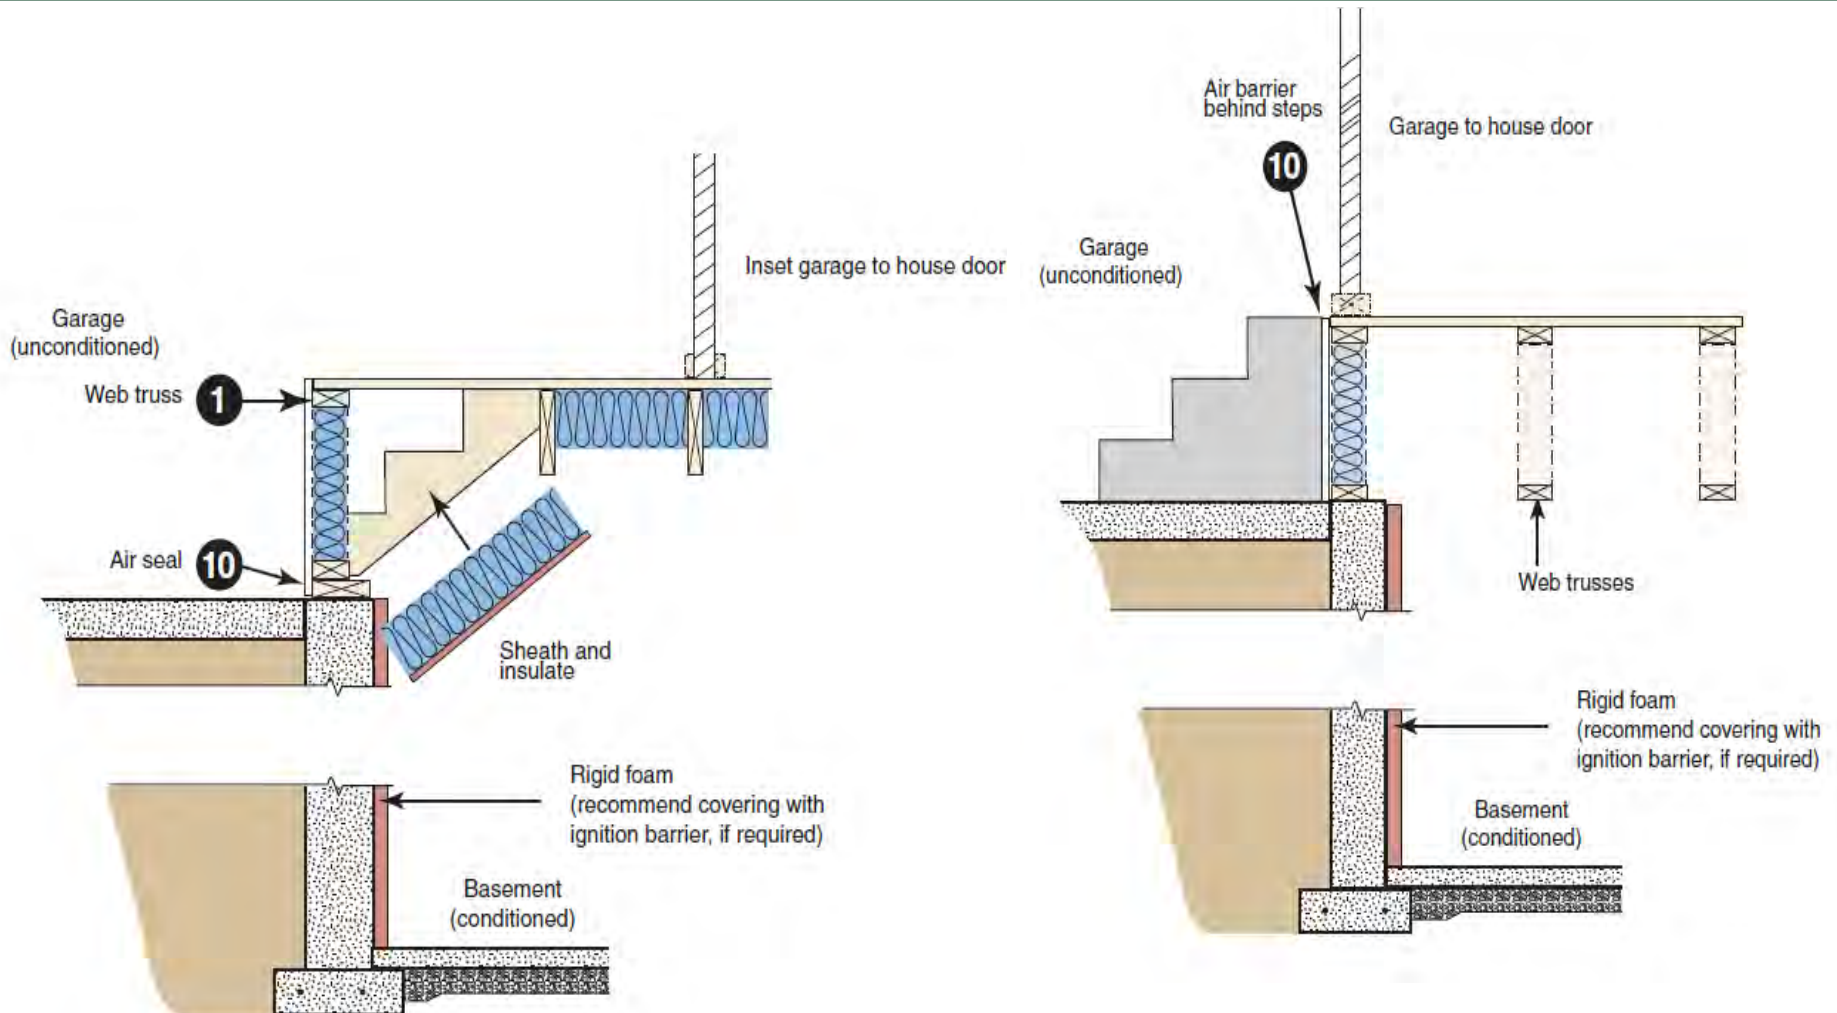 Garage
(unconditioned)
Web truss
1
Air seal
10
Inset garage to house door
Sheath and
insulate
Rigid foam
(recommend covering with
ignition barrier, if required)
Basement
(conditioned)
Air barrier
behind steps
10
Garage to house door
Garage
(unconditioned)
Web trusses
Rigid foam
(recommend covering with
ignition barrier, if required)
Basement
(conditioned)